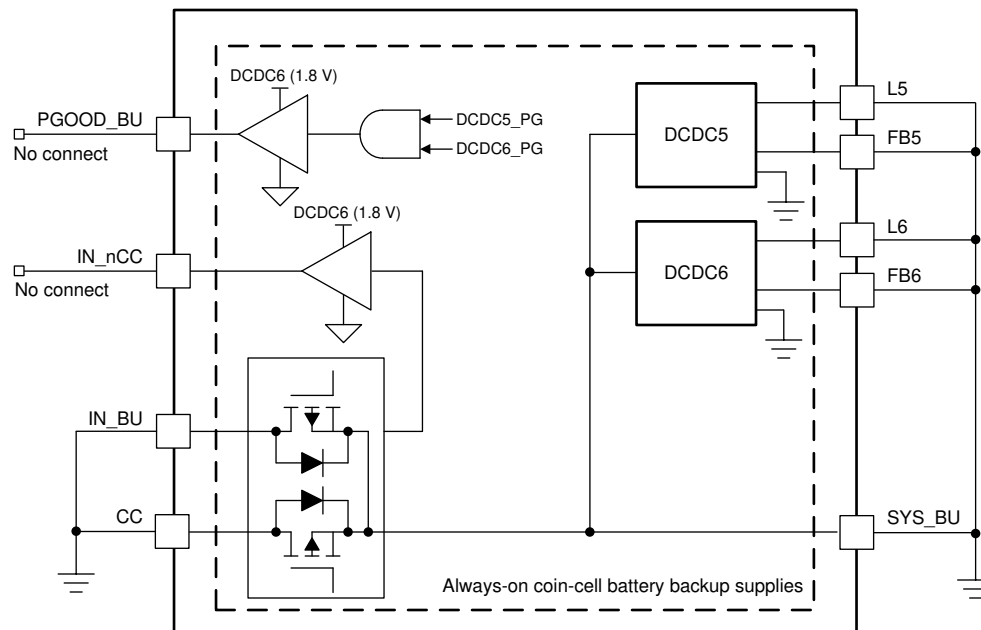 DCDC6 (1.8 V)
PGOOD_BU
No connect
DCDC5_PG
DCDC6_PG
DCDC5
L5
FB5
DCDC6 (1.8 V)
IN_nCC
No connect
DCDC6
L6
FB6
IN_BU
CC
SYS_BU
Always-on coin-cell battery backup supplies